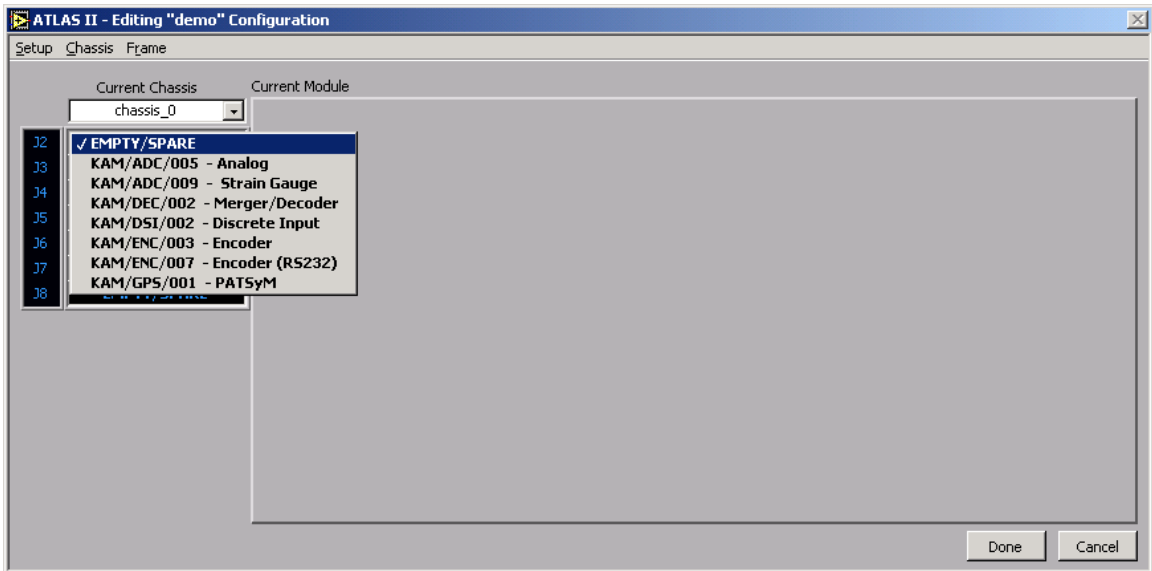 ATLAS II - Editing "demo" Configuration
Setup Chassis Frame
Current Chassis
Current Module
chassis_0
J2
J3
J4
J5
J6
J7
J8
✓ EMPTY/SPARE
KAM/ADC/005 - Analog
KAM/ADC/009 - Strain Gauge
KAM/DEC/002 - Merger/Decoder
KAM/DSI/002 - Discrete Input
KAM/ENC/003 - Encoder
KAM/ENC/007 - Encoder (RS232)
KAM/GPS/001 - PATSyM
EMPTY/SPARE
Done Cancel